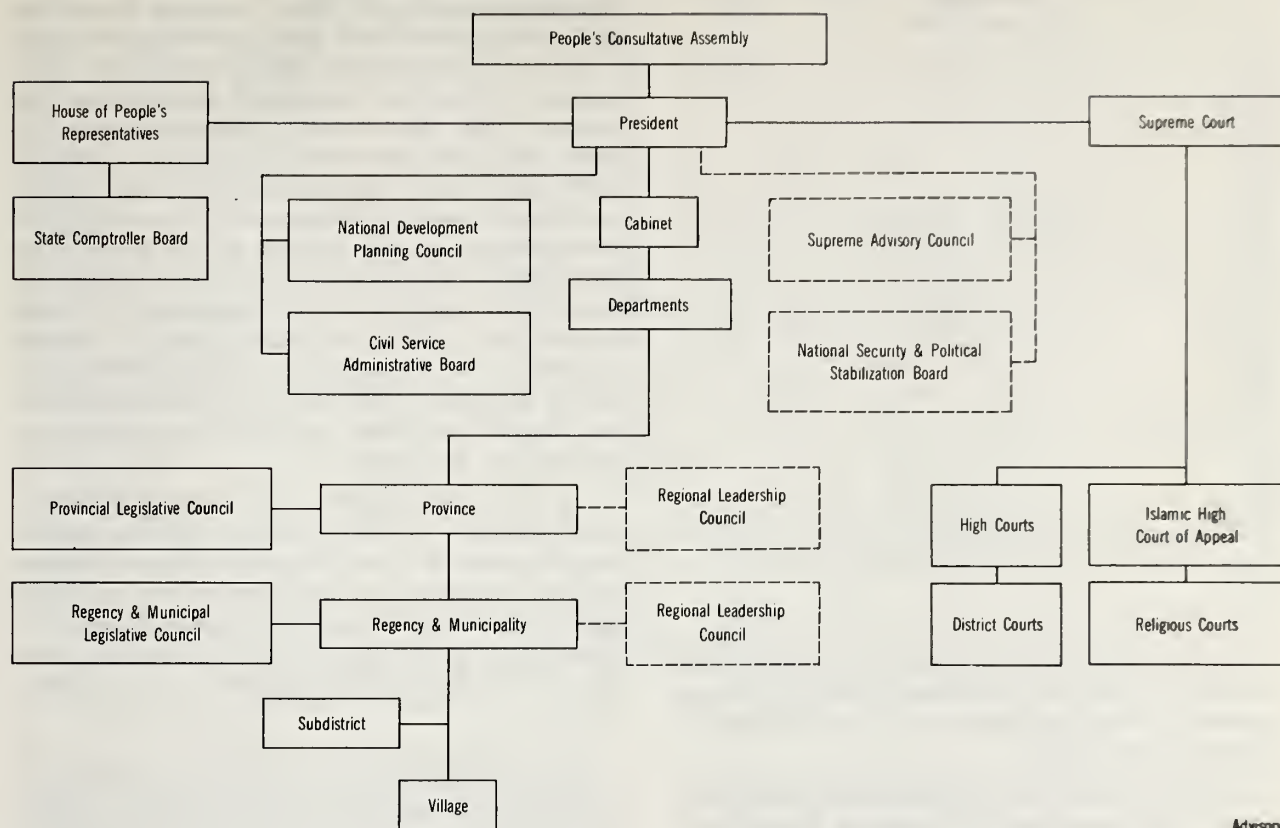 People's Consultative Assembly
House of People's
Representatives
President
Supreme Court
State Comptroller Board
National Development
Planning Council
Cabinet
Supreme Advisory Council
Departments
Civil Service
Administrative Board
National Security & Political
Stabilization Board
Provincial Legislative Council
Province
Regional Leadership
Council
High Courts
Islamic High
Court of Appeal
Regency & Municipal
Legislative Council
Regency & Municipality
Regional Leadership
Council
District Courts
Religious Courts
Subdistrict
Village
Advisory